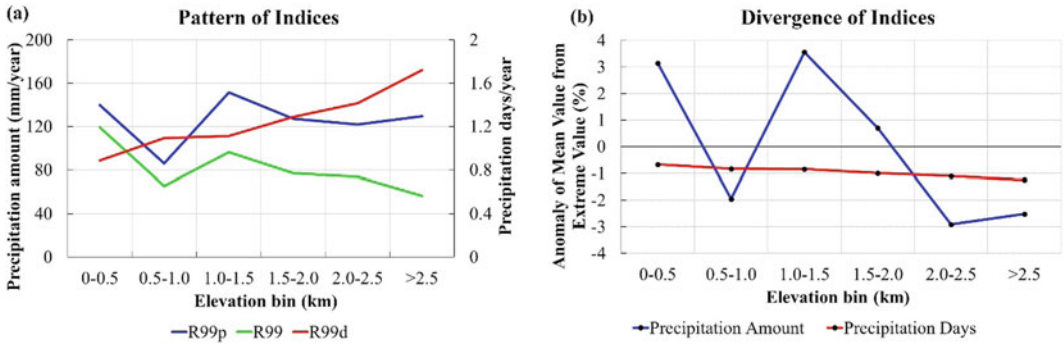 (a)
Pattern of Indices
Precipitation amount (mm/year)
200
160
120
80
40
0
2
1.6
1.2
0.8
0.4
0
Precipitation days/year
0-0.5 0.5-1.0 1.0-1.5 1.5-2.0 2.0-2.5 >2.5
Elevation bin (km)
R99p R99 R99d
(b)
Divergence of Indices
Anomaly of Mean Value from
Extreme Value (%)
4
3
2
1
0
-1
-2
-3
-4
0-0.5 0.5-1.0 1.0-1.5 1.5-2.0 2.0-2.5 >2.5
Elevation bin (km)
Precipitation Amount Precipitation Days